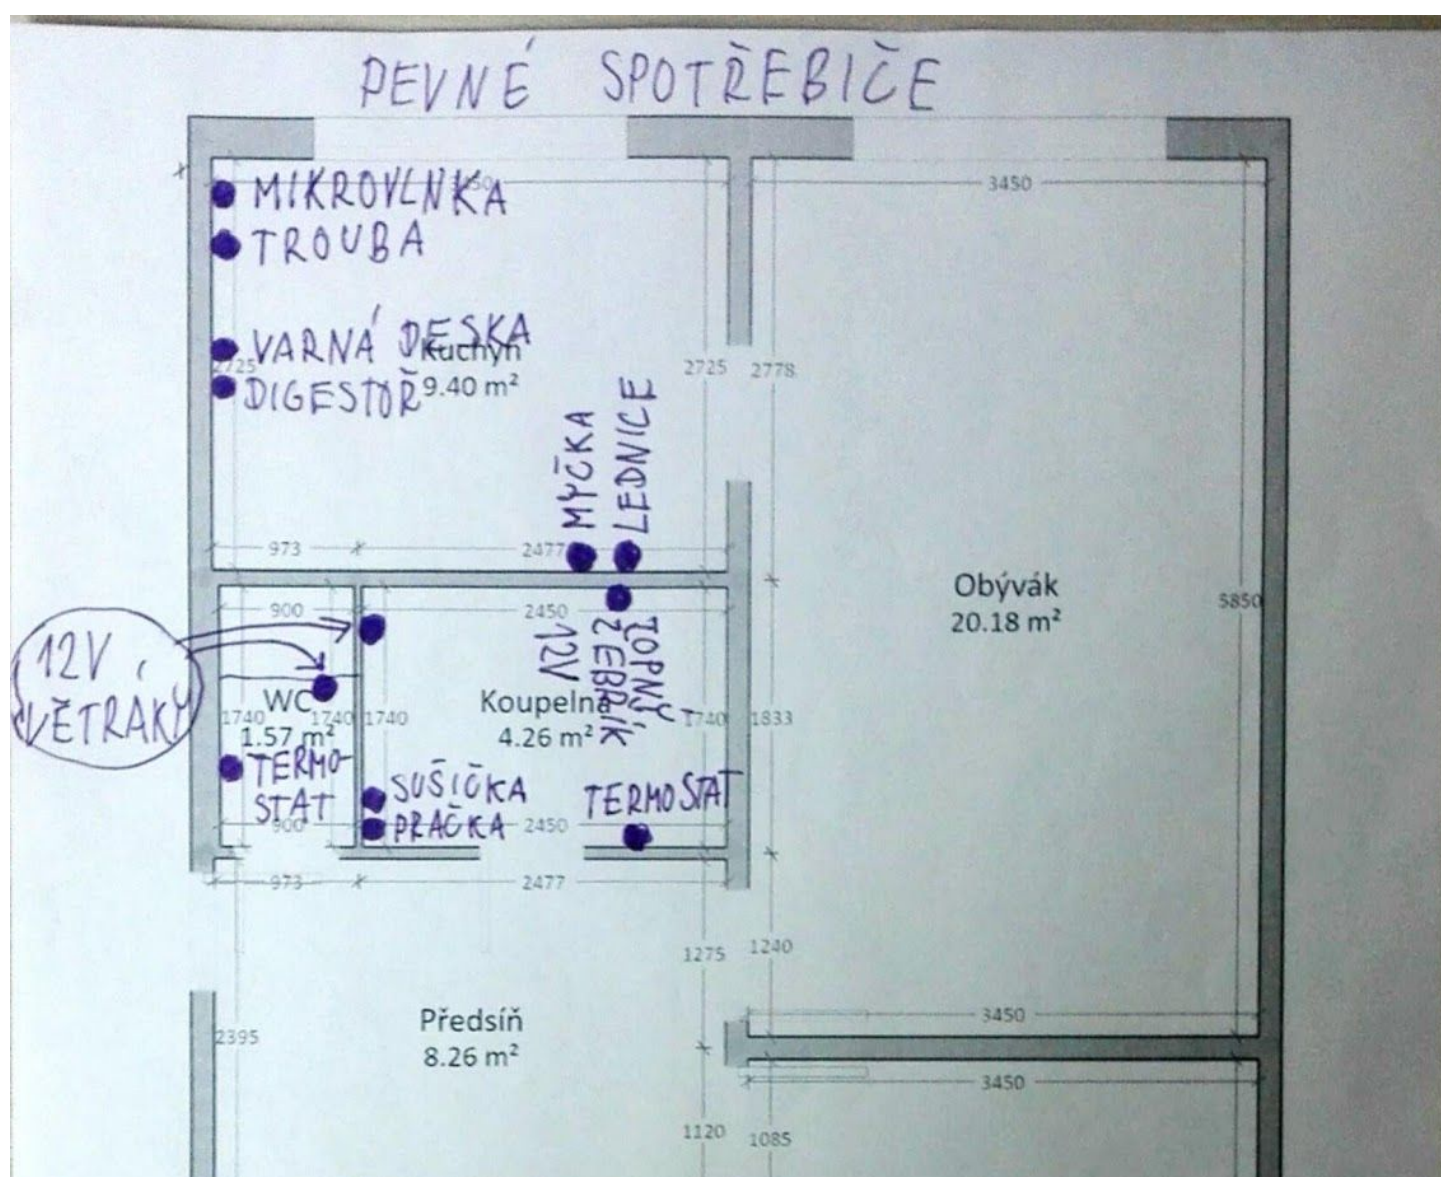 PEVNÉ SPOTŘEBIČE
3450
MIKROVLNKA
TROUBA
VARNÁ DESKA
Kuchyň
9.40 m²
DIGESTOŘ
2725
2725
2778
MYČKA
LEDNICE
973
2477
900
2450
12V
VĚTRÁKY
12V
TOPNÝ
ŽEBŘÍK
Obývák
20.18 m²
5850
WC
1.57 m²
1740
1740
1740
Koupelna
4.26 m²
1740
1833
TERMO-
STAT
SUŠIČKA
PRAČKA
TERMOSTAT
900
2450
973
2477
1275
1240
Předsíň
8.26 m²
2395
3450
3450
1120
1085